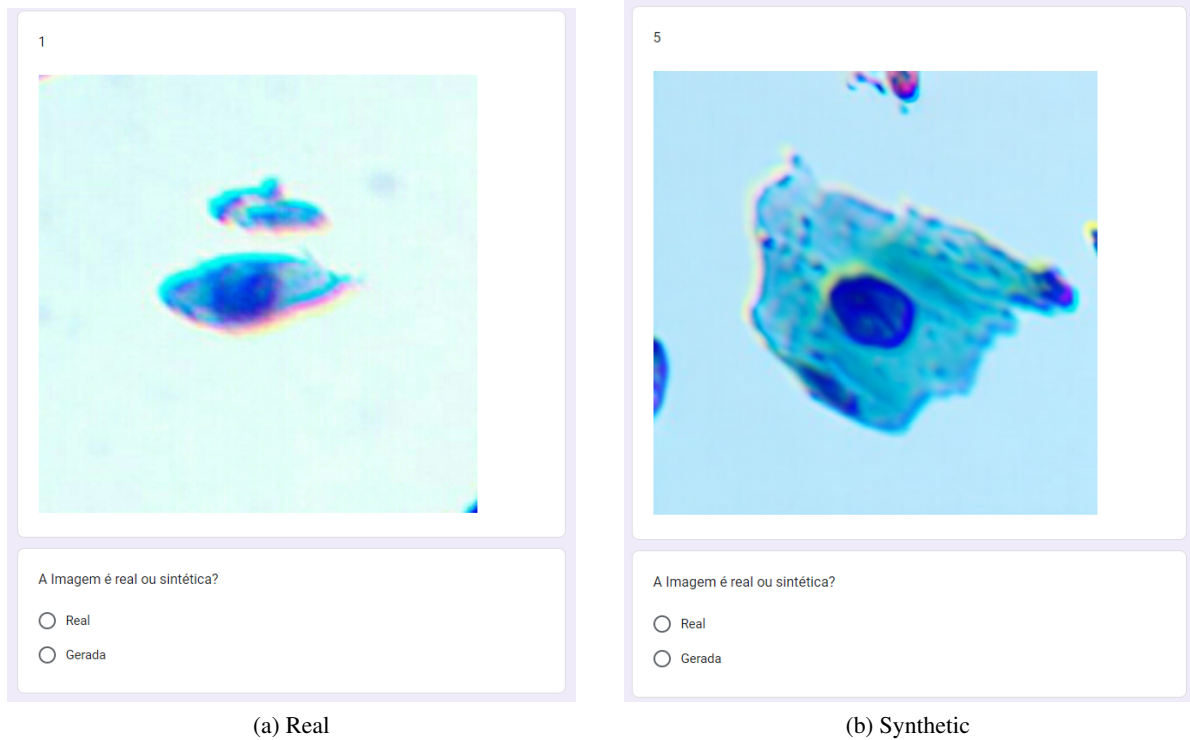 1
A Imagem é real ou sintética?
Real
Gerada
(a) Real
5
A Imagem é real ou sintética?
Real
Gerada
(b) Synthetic